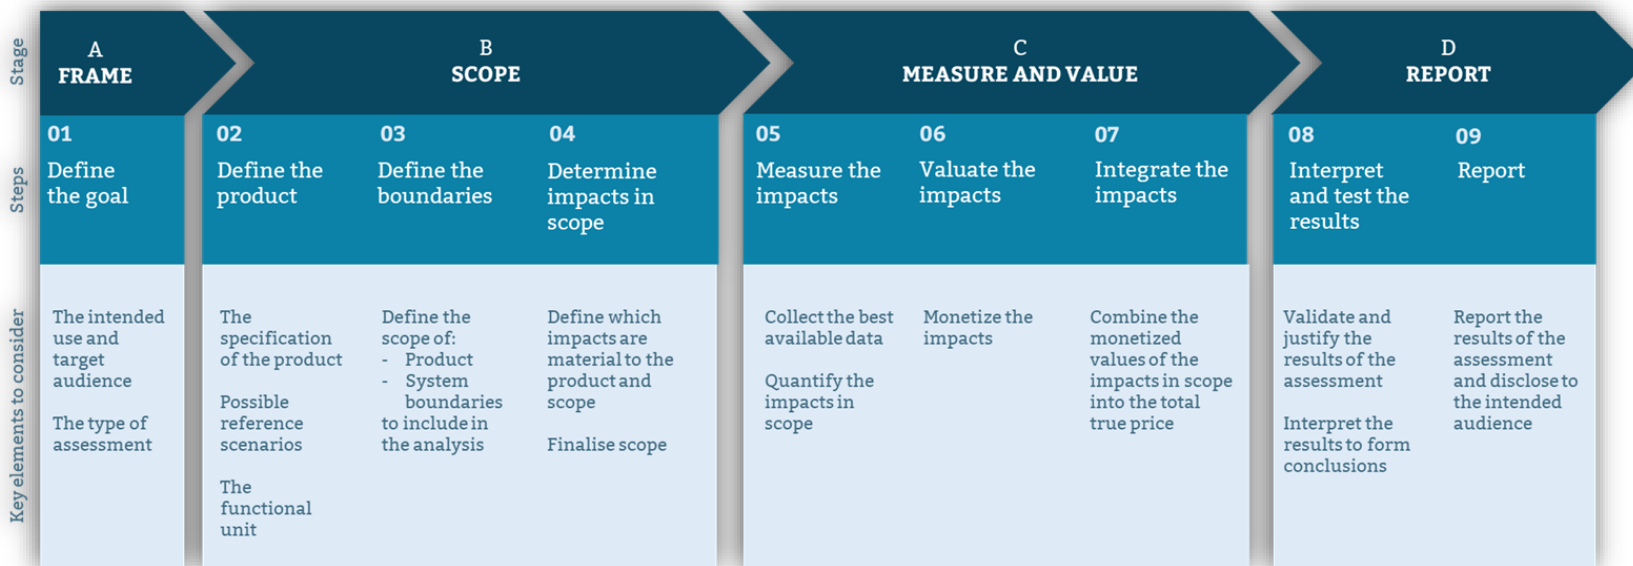 Stage
A
FRAME
B
SCOPE
C
MEASURE AND VALUE
D
REPORT
Steps
01
Define
the goal
02
Define the
product
03
Define the
boundaries
04
Determine
impacts in
scope
05
Measure the
impacts
06
Valuate the
impacts
07
Integrate the
impacts
08
Interpret
and test the
results
09
Report
Key elements to consider
The intended
use and
target
audience
The type of
assessment
The
specification
of the product
Possible
reference
scenarios
The
functional
unit
Define the
scope of:
- Product
- System
boundaries
to include in
the analysis
Define which
impacts are
material to the
product and
scope
Finalise scope
Collect the best
available data
Quantify the
impacts in
scope
Monetize the
impacts
Combine the
monetized
values of the
impacts in scope
into the total
true price
Validate and
justify the
results of the
assessment
Interpret the
results to form
conclusions
Report the
results of the
assessment
and disclose to
the intended
audience